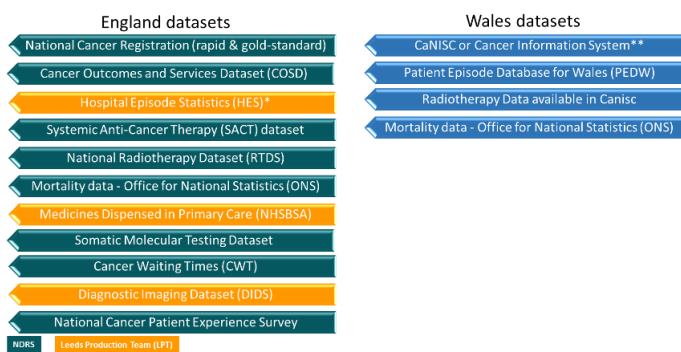 England datasets
National Cancer Registration (rapid & gold-standard)
Cancer Outcomes and Services Dataset (COSD)
Hospital Episode Statistics (HES)*
Systemic Anti-Cancer Therapy (SACT) dataset
National Radiotherapy Dataset (RTDS)
Mortality data - Office for National Statistics (ONS)
Medicines Dispensed in Primary Care (NHSBSA)
Somatic Molecular Testing Dataset
Cancer Waiting Times (CWT)
Diagnostic Imaging Dataset (DIDS)
National Cancer Patient Experience Survey
NDRS
Leeds Production Team (LPT)
Wales datasets
CaNISC or Cancer Information System**
Patient Episode Database for Wales (PEDW)
Radiotherapy Data available in Canisc
Mortality data - Office for National Statistics (ONS)